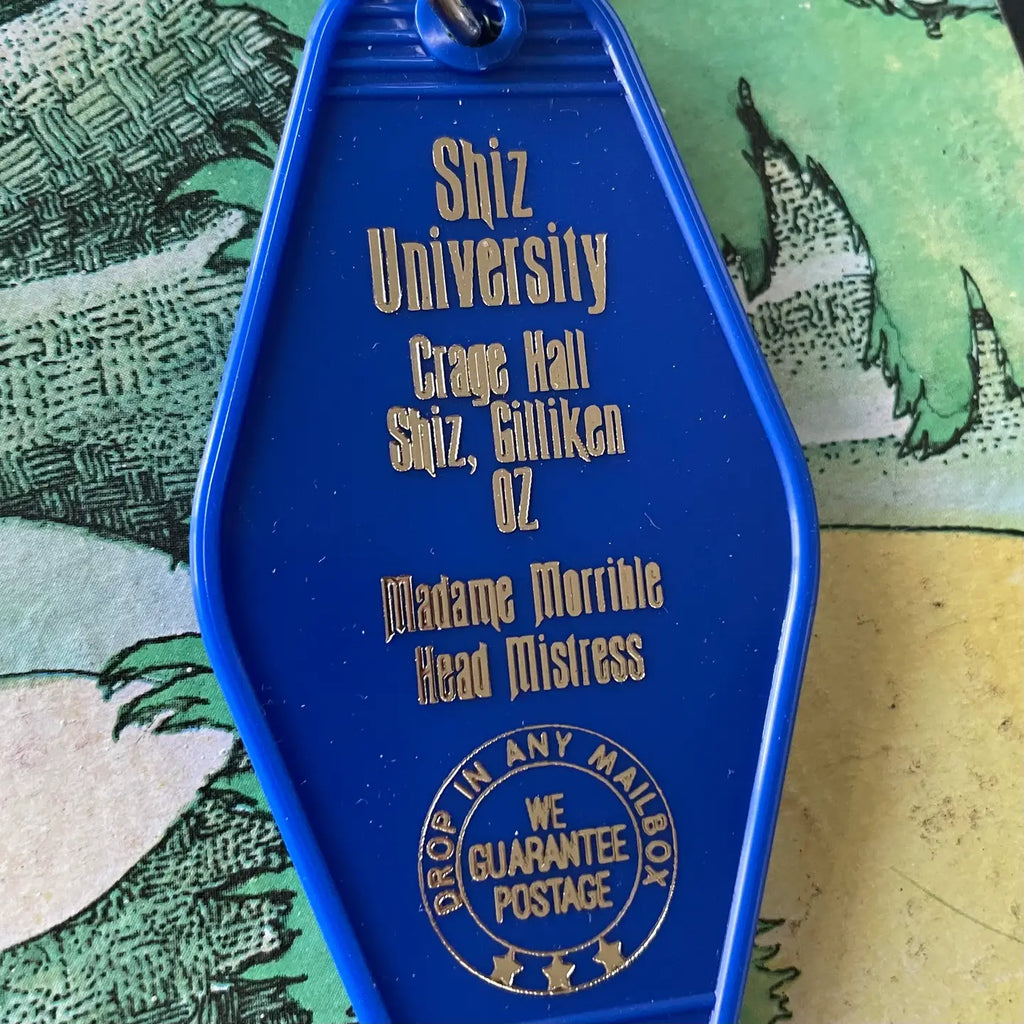 Shiz
University
Crage Hall
Shiz, Gilliken
OZ
Madame Morrible
Head Mistress
DROP IN ANY MAILBOX
WE
GUARANTEE
POSTAGE